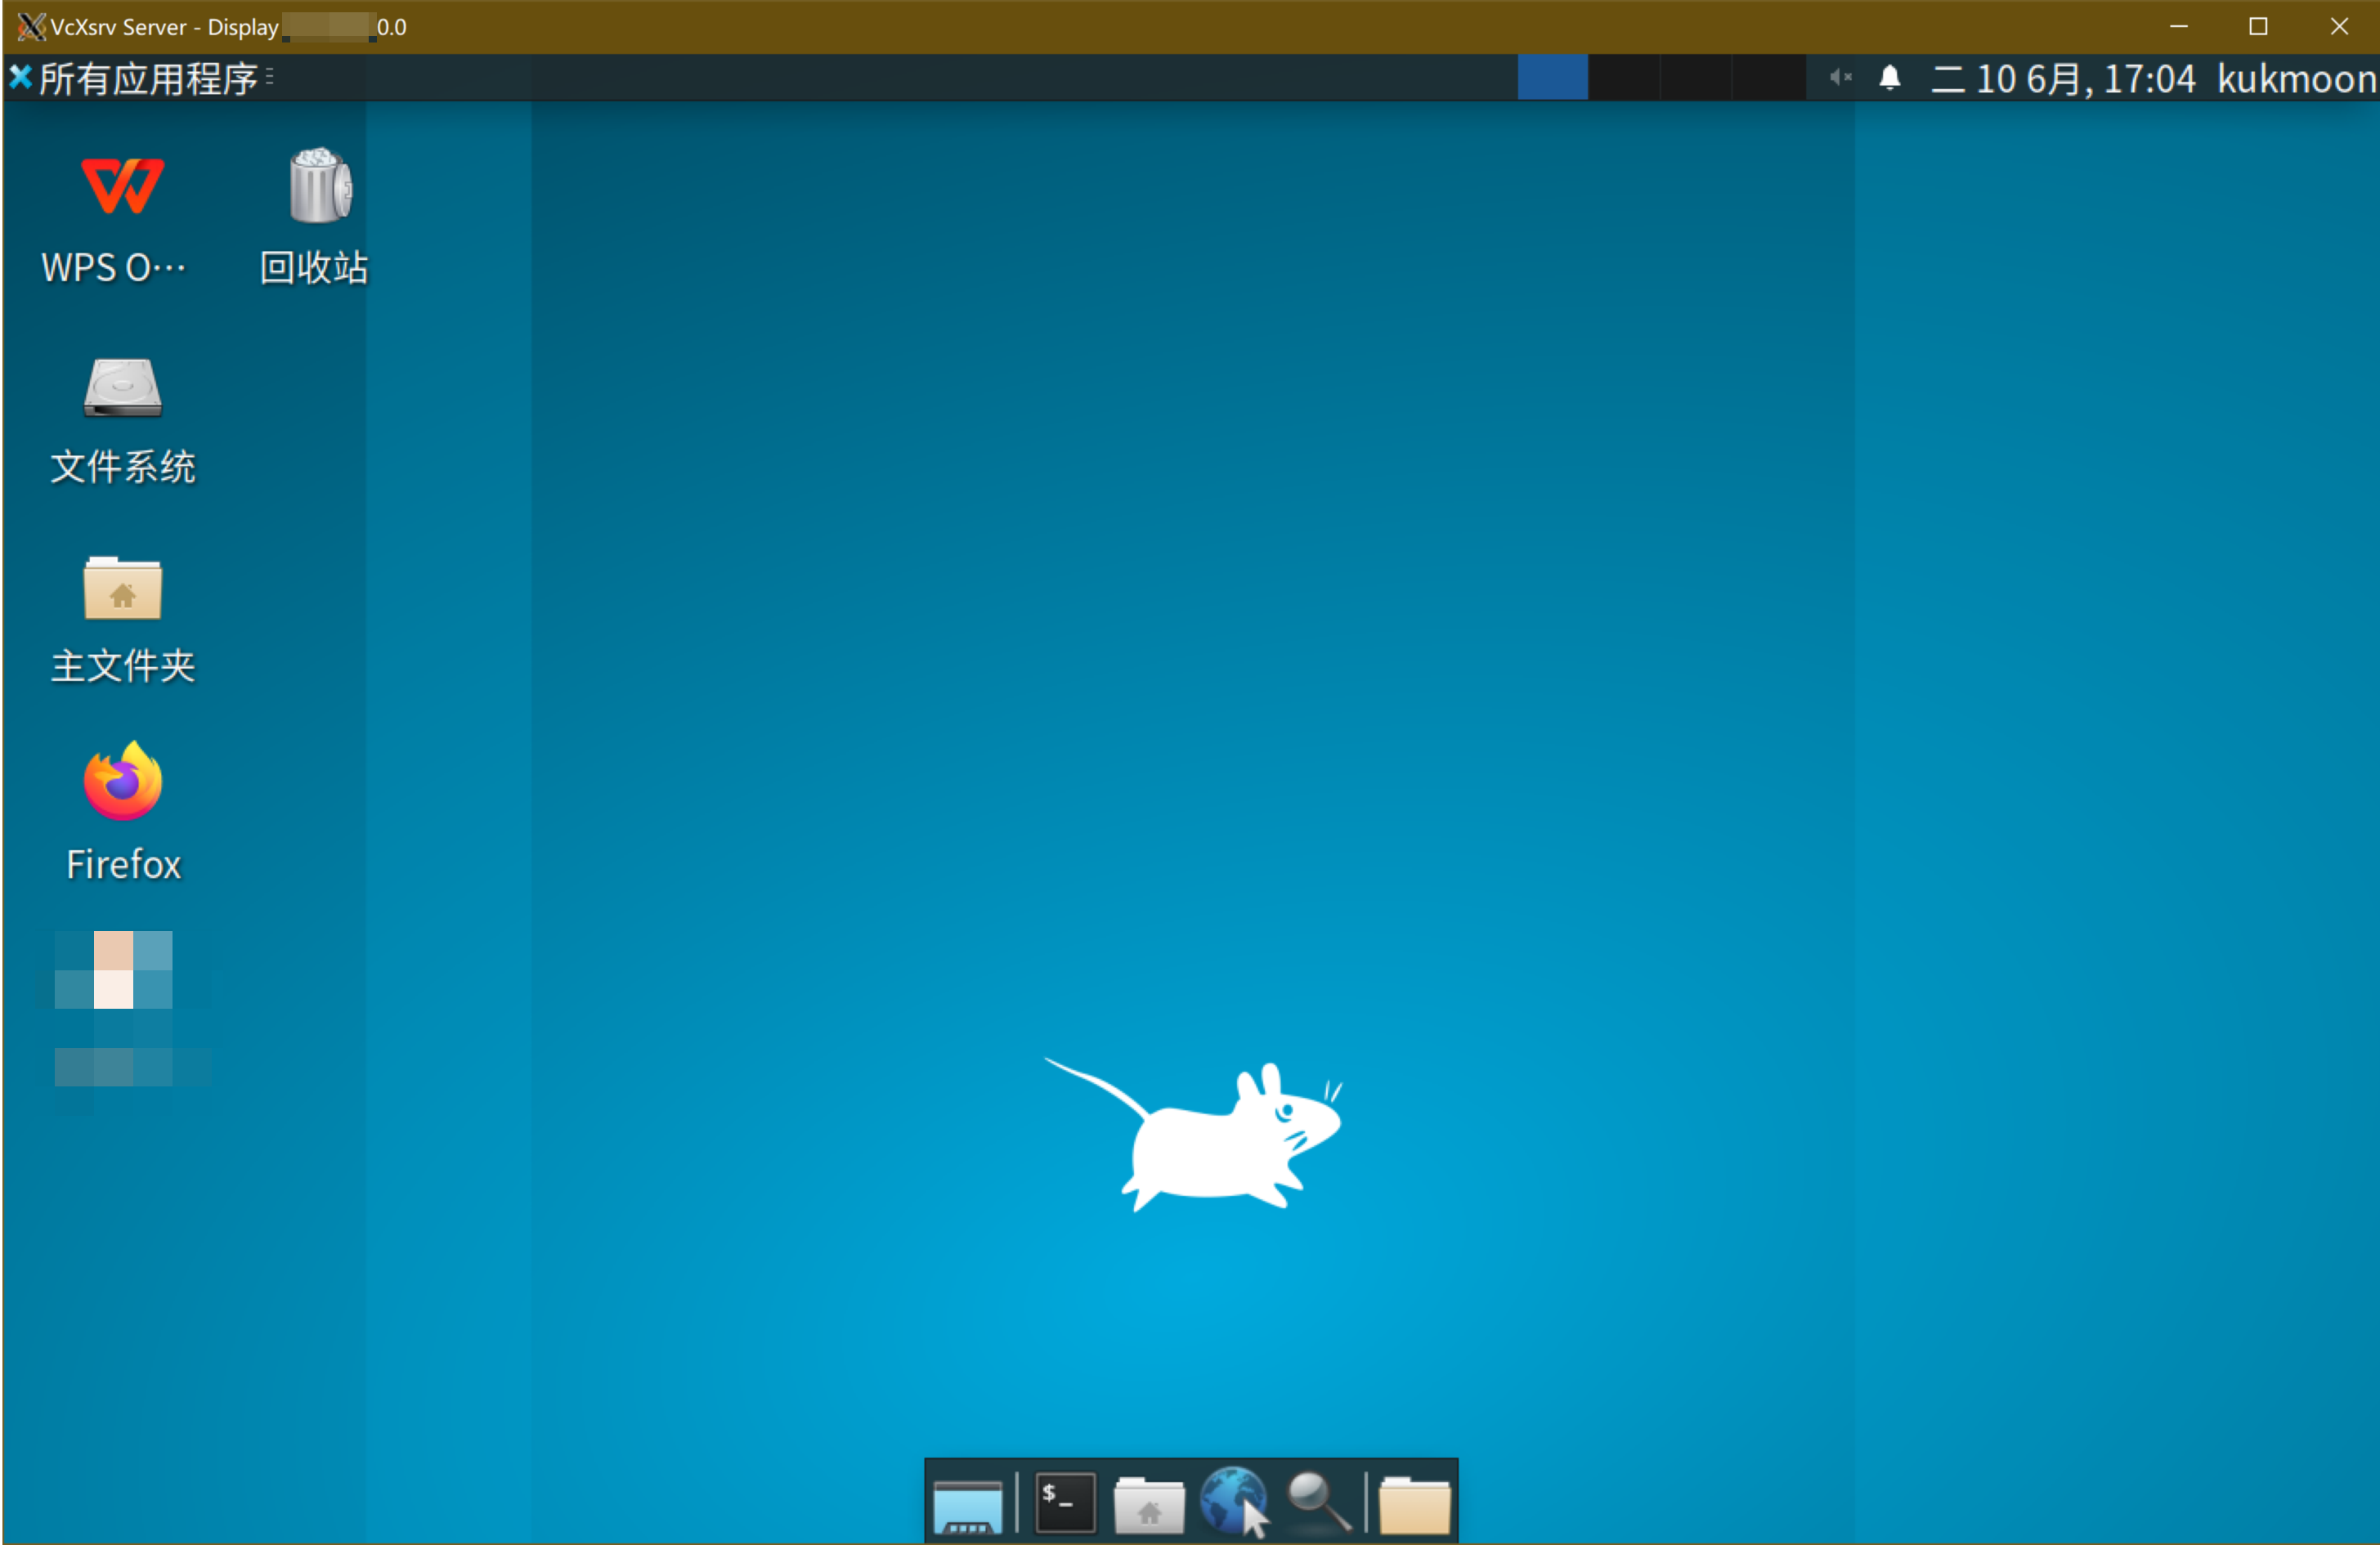 VcXsrv Server - Display 0.0
所有应用程序
二 10 6月, 17:04 kukmoon
WPS O···
回收站
文件系统
主文件夹
Firefox
$_